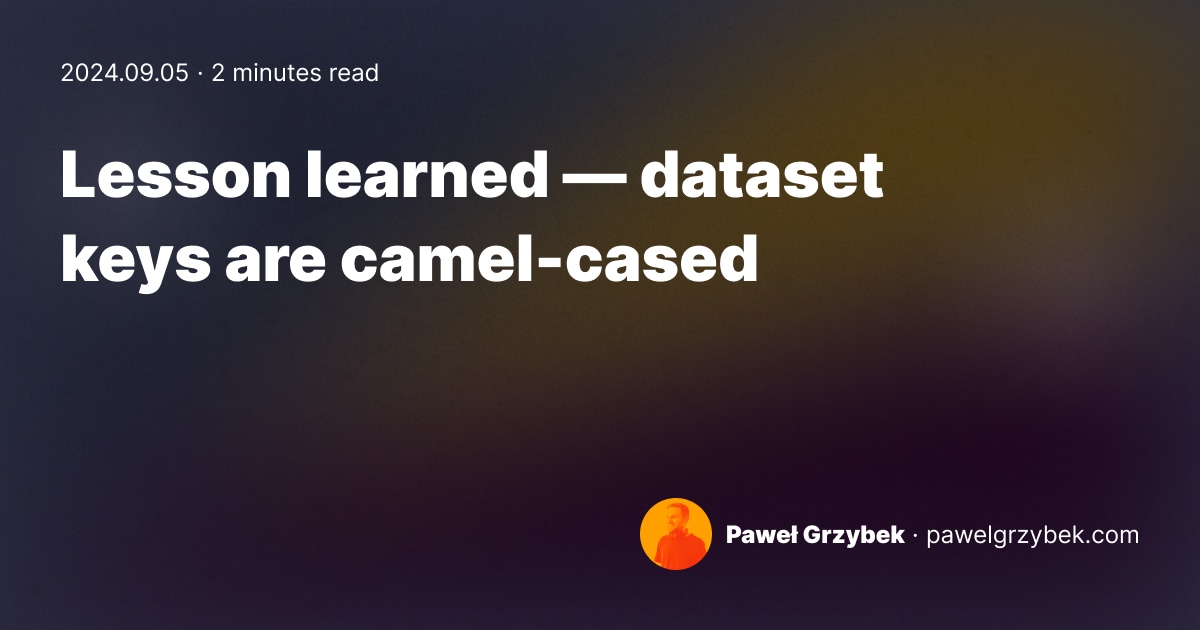 2024.09.05 · 2 minutes read
Lesson learned — dataset
keys are camel-cased
Paweł Grzybek · pawelgrzybek.com